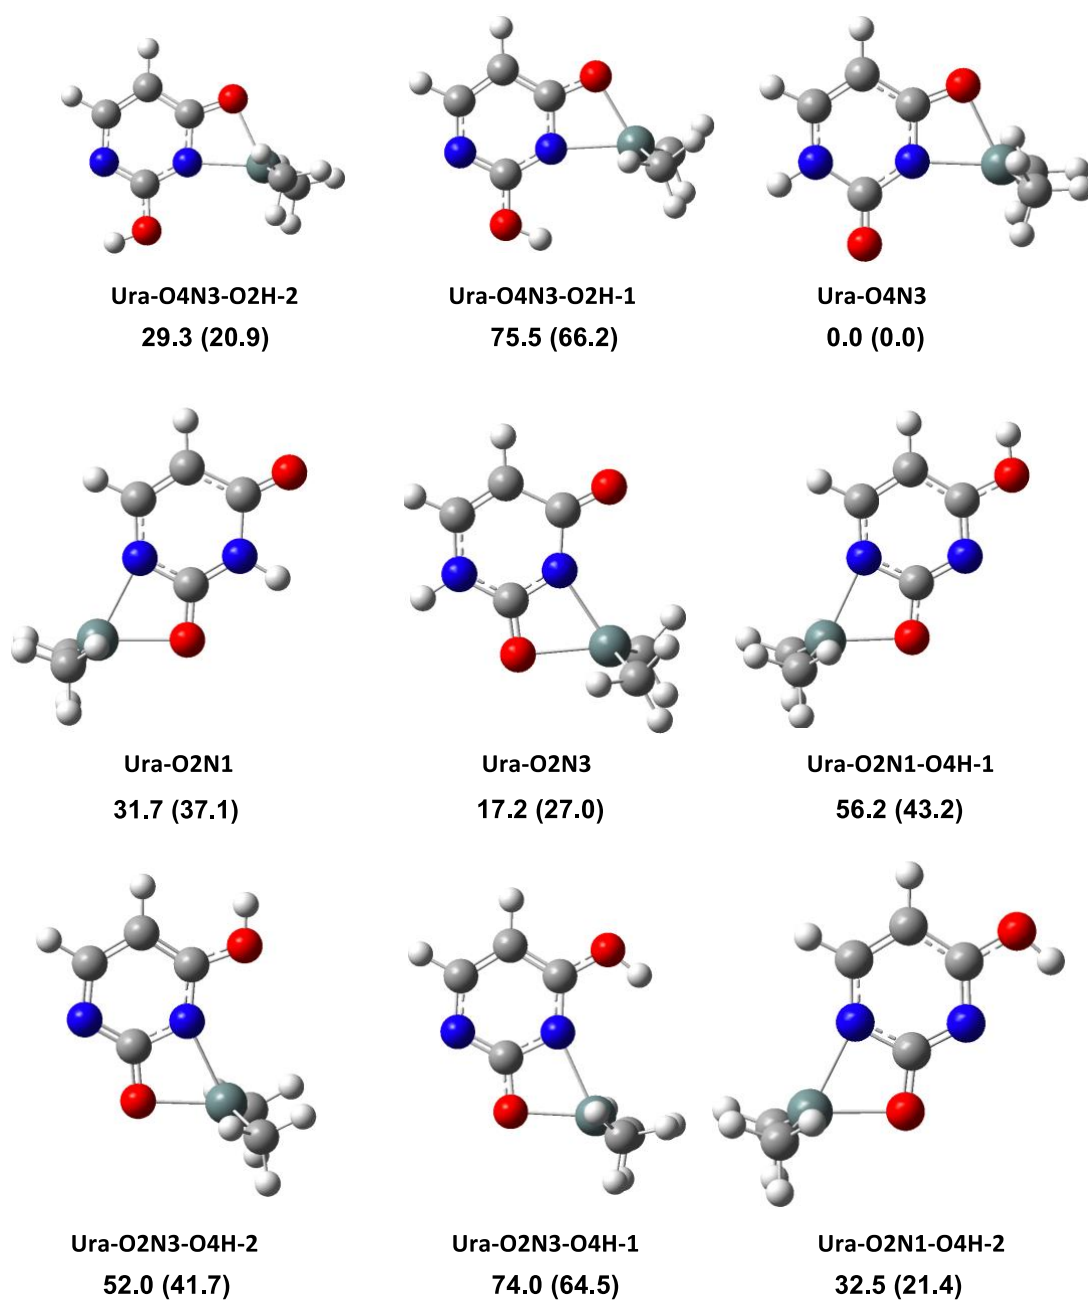 Ura-O4N3-O2H-2 Ura-O4N3-O2H-1 Ura-O4N3
29.3 (20.9) 75.5 (66.2) 0.0 (0.0)
Ura-O2N1 Ura-O2N3 Ura-O2N1-O4H-1
31.7 (37.1) 17.2 (27.0) 56.2 (43.2)
Ura-O2N3-O4H-2 Ura-O2N3-O4H-1 Ura-O2N1-O4H-2
52.0 (41.7) 74.0 (64.5) 32.5 (21.4)